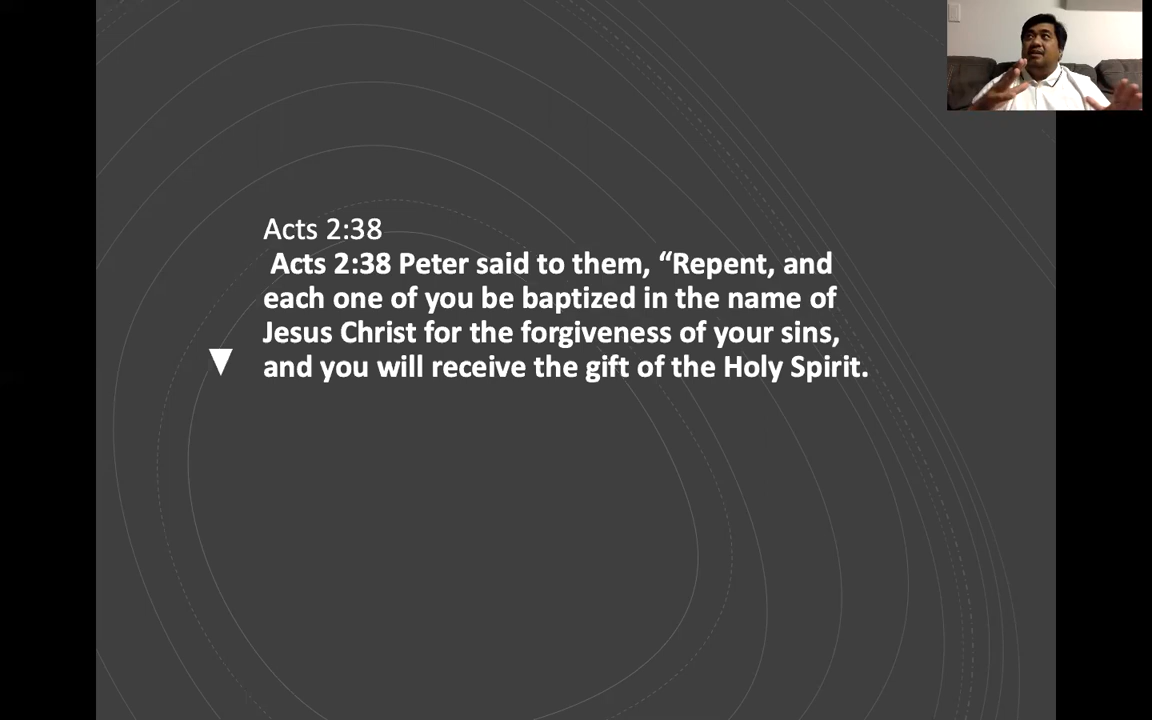 Acts 2:38
Acts 2:38 Peter said to them, “Repent, and
each one of you be baptized in the name of
Jesus Christ for the forgiveness of your sins,
and you will receive the gift of the Holy Spirit.